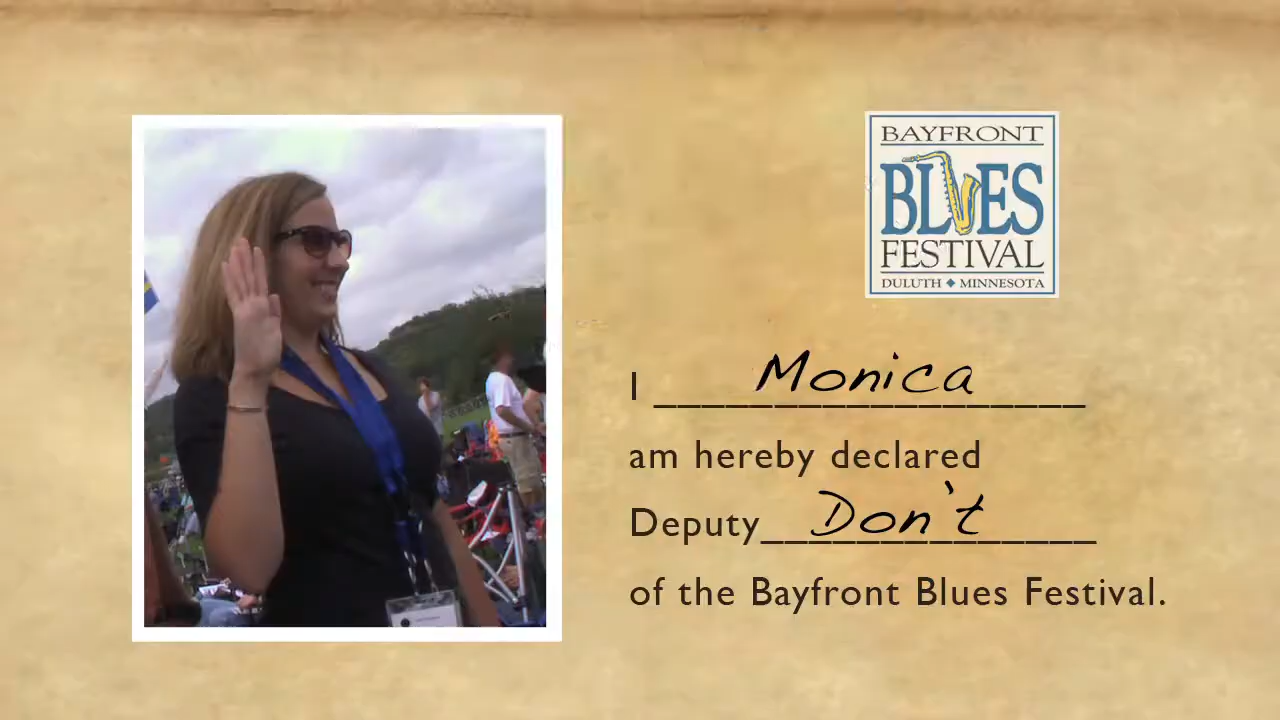 BAYFRONT
BLUES
FESTIVAL
DULUTH ◆ MINNESOTA
I Monica
am hereby declared
Deputy Don't
of the Bayfront Blues Festival.